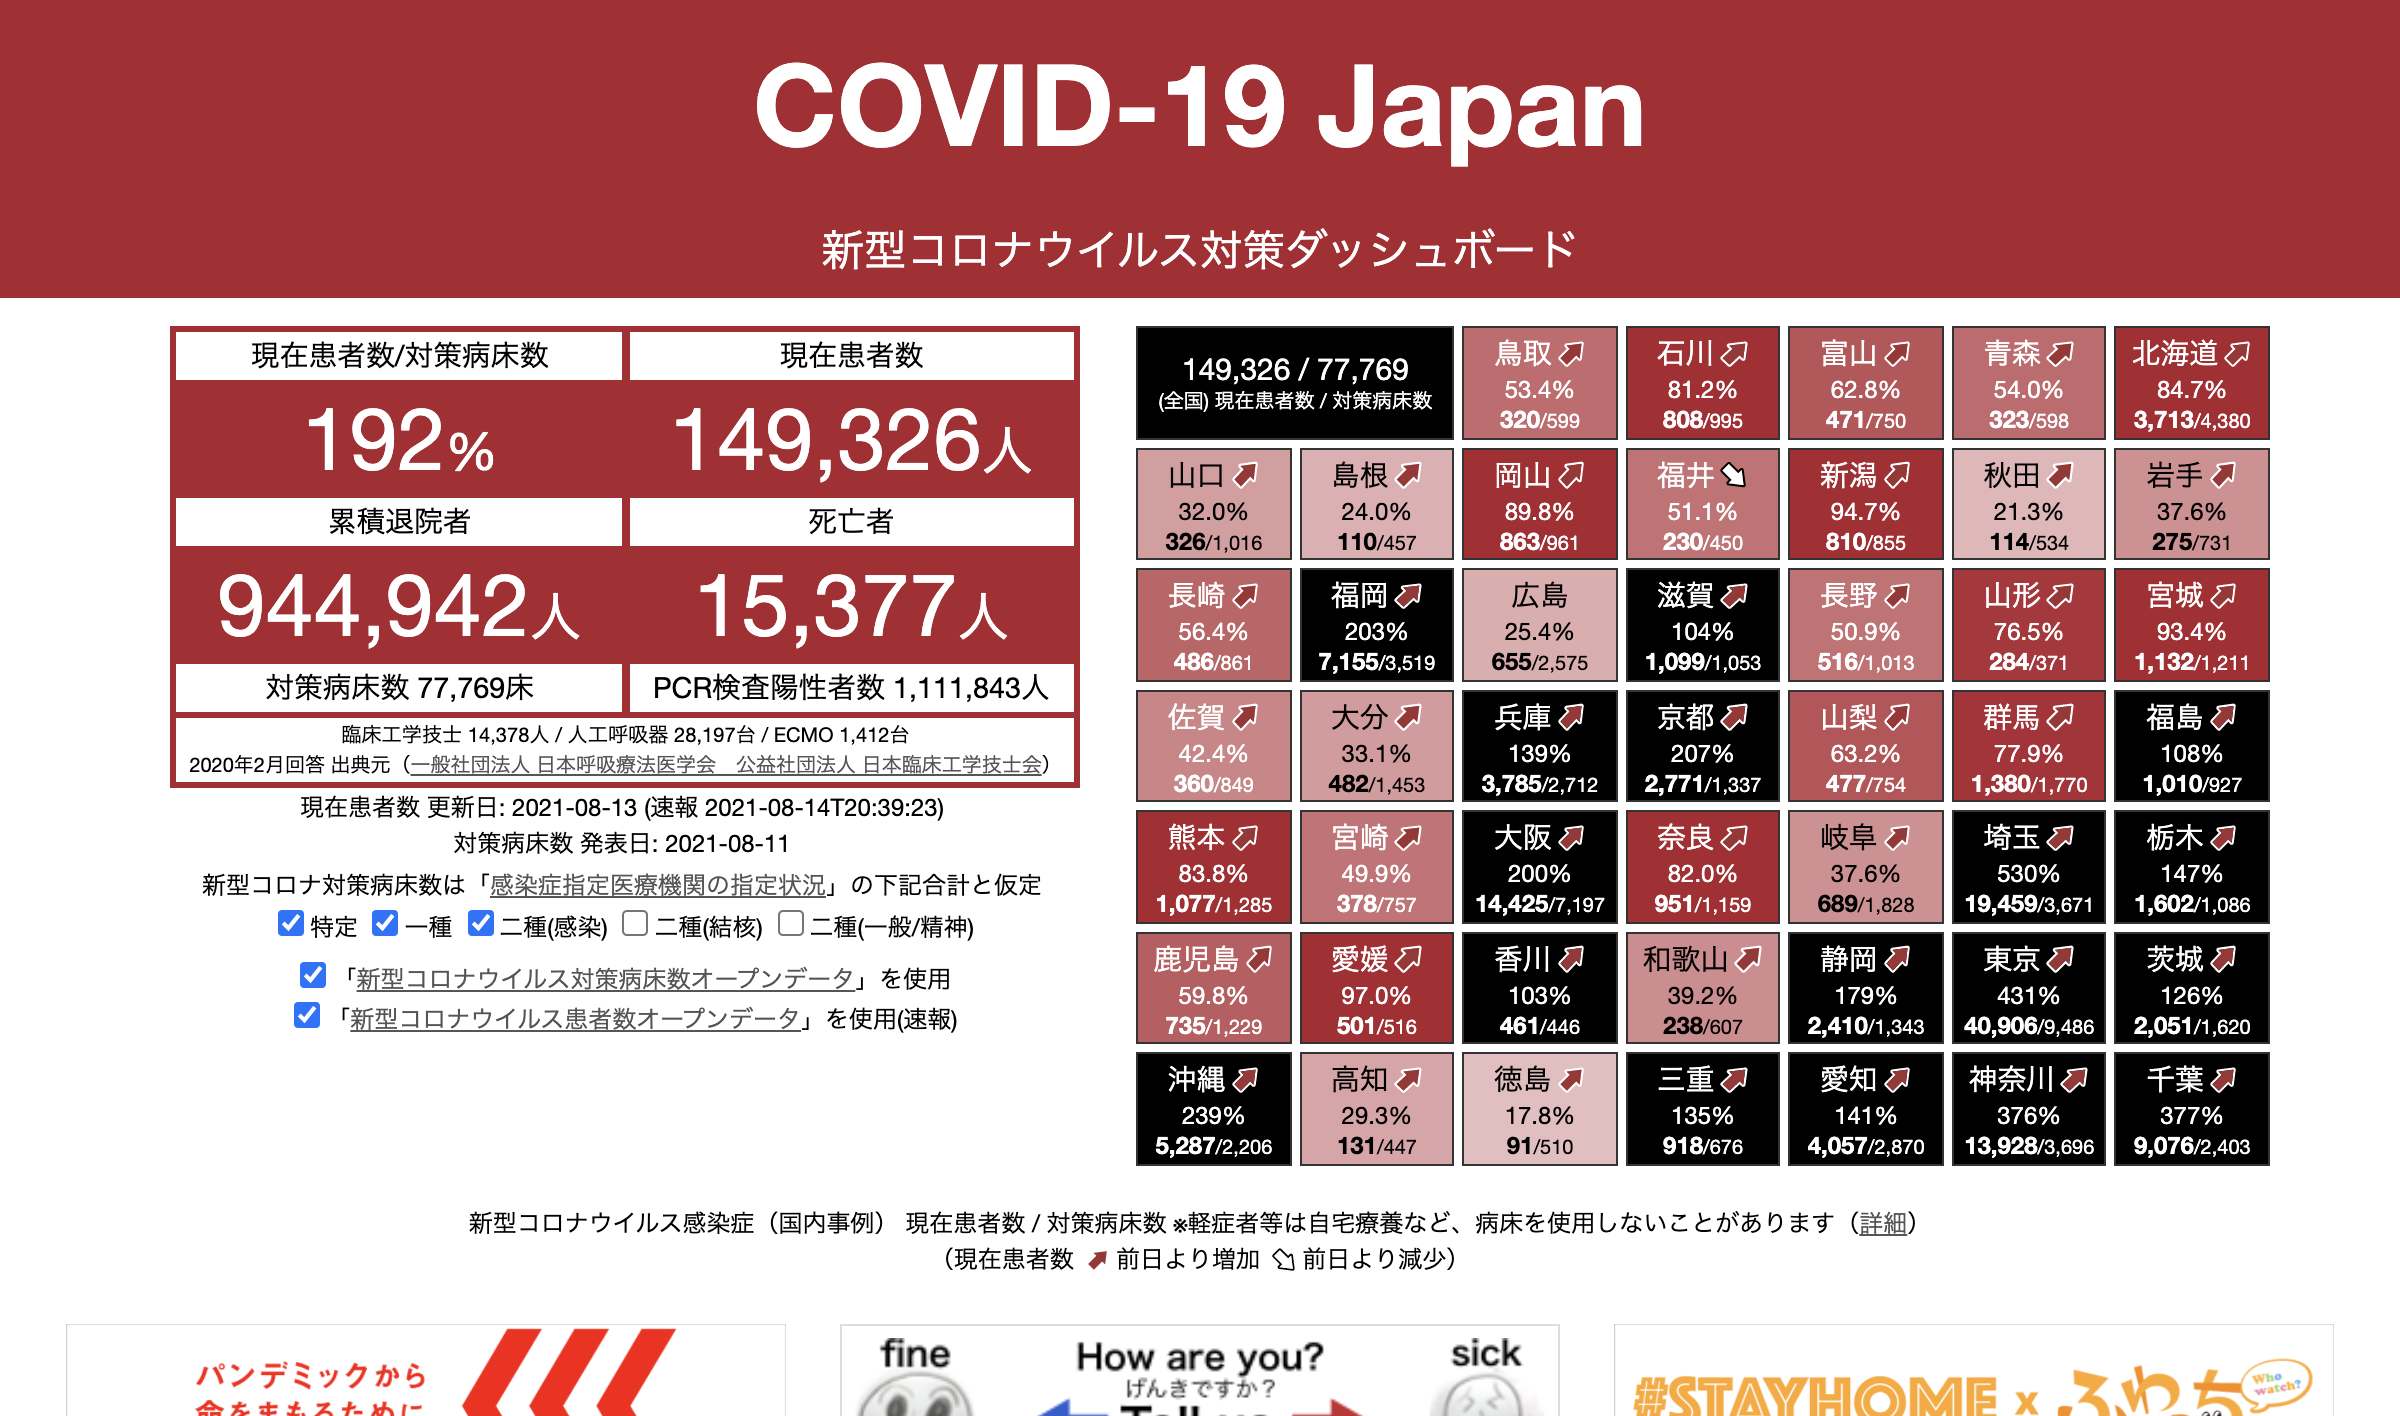 COVID-19 Japan
新型コロナウイルス対策ダッシュボード
現在患者数/対策病床数
現在患者数
192%
149,326人
累積退院者
死亡者
944,942人
15,377人
対策病床数 77,769床
PCR検査陽性者数 1,111,843人
臨床工学技士 14,378人 / 人工呼吸器 28,197台 / ECMO 1,412台
2020年2月回答 出典元（一般社団法人 日本呼吸療法医学会　公益社団法人 日本臨床工学技士会）
現在患者数 更新日: 2021-08-13 (速報 2021-08-14T20:39:23)
対策病床数 発表日: 2021-08-11
新型コロナ対策病床数は「感染症指定医療機関の指定状況」の下記合計と仮定
特定 一種 二種(感染) 二種(結核) 二種(一般/精神)
「新型コロナウイルス対策病床数オープンデータ」を使用
「新型コロナウイルス患者数オープンデータ」を使用(速報)
149,326 / 77,769
(全国) 現在患者数 / 対策病床数
鳥取
53.4%
320/599
石川
81.2%
808/995
富山
62.8%
471/750
青森
54.0%
323/598
北海道
84.7%
3,713/4,380
山口
32.0%
326/1,016
島根
24.0%
110/457
岡山
89.8%
863/961
福井
51.1%
230/450
新潟
94.7%
810/855
秋田
21.3%
114/534
岩手
37.6%
275/731
長崎
56.4%
486/861
福岡
203%
7,155/3,519
広島
25.4%
655/2,575
滋賀
104%
1,099/1,053
長野
50.9%
516/1,013
山形
76.5%
284/371
宮城
93.4%
1,132/1,211
佐賀
42.4%
360/849
大分
33.1%
482/1,453
兵庫
139%
3,785/2,712
京都
207%
2,771/1,337
山梨
63.2%
477/754
群馬
77.9%
1,380/1,770
福島
108%
1,010/927
熊本
83.8%
1,077/1,285
宮崎
49.9%
378/757
大阪
200%
14,425/7,197
奈良
82.0%
951/1,159
岐阜
37.6%
689/1,828
埼玉
530%
19,459/3,671
栃木
147%
1,602/1,086
鹿児島
59.8%
735/1,229
愛媛
97.0%
501/516
香川
103%
461/446
和歌山
39.2%
238/607
静岡
179%
2,410/1,343
東京
431%
40,906/9,486
茨城
126%
2,051/1,620
沖縄
239%
5,287/2,206
高知
29.3%
131/447
徳島
17.8%
91/510
三重
135%
918/676
愛知
141%
4,057/2,870
神奈川
376%
13,928/3,696
千葉
377%
9,076/2,403
新型コロナウイルス感染症（国内事例） 現在患者数 / 対策病床数 ※軽症者等は自宅療養など、病床を使用しないことがあります（詳細）
（現在患者数 前日より増加 前日より減少）
パンデミックから
命をまもるために
fine
How are you?
sick
げんきですか？
Tell us
#STAYHOME x ふわっち
Who watch?